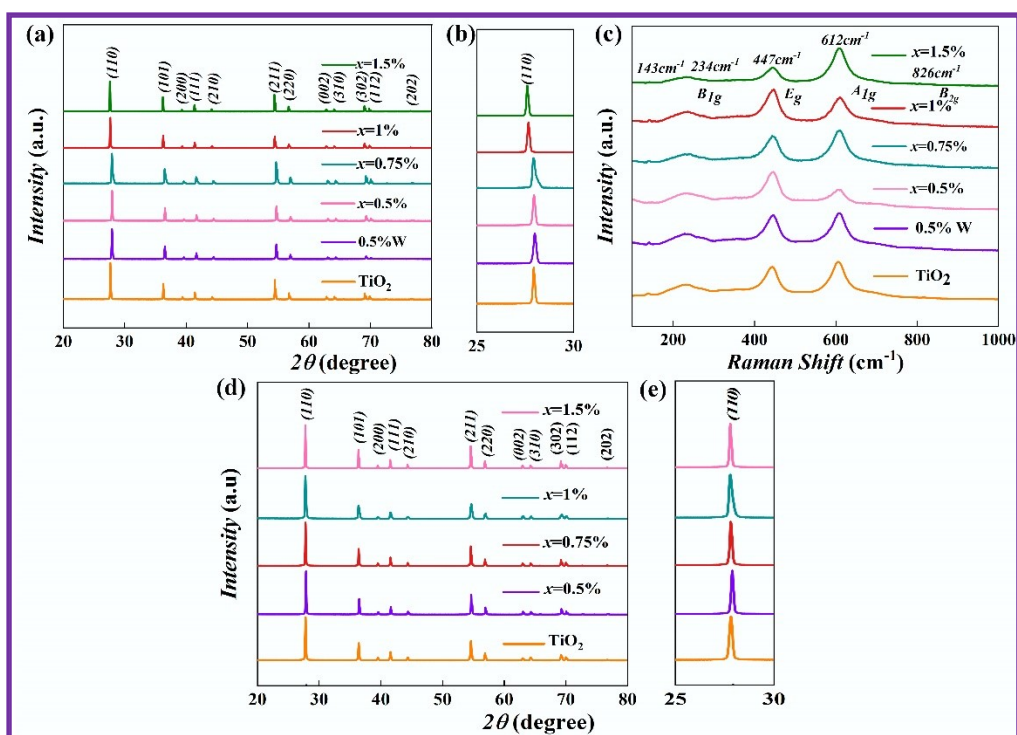 (a)
(110)
(101)
(200)
(111)
(210)
(211)
(220)
(002)
(310)
(302)
(112)
(202)
x=1.5%
x=1%
x=0.75%
x=0.5%
0.5%W
TiO2
Intensity (a.u.)
20 30 40 50 60 70 80
2θ (degree)
(b)
(110)
25 30
(c)
612cm-1
x=1.5%
143cm-1 234cm-1 447cm-1
826cm-1
B1g Eg A1g B2g
x=1%
x=0.75%
x=0.5%
0.5% W
TiO2
Intensity (a.u.)
200 400 600 800 1000
Raman Shift (cm-1)
(d)
(110)
(101)
(200)
(111)
(210)
(211)
(220)
(002)
(310)
(302)
(112)
(202)
x=1.5%
x=1%
x=0.75%
x=0.5%
TiO2
Intensity (a.u)
20 30 40 50 60 70 80
2θ (degree)
(e)
(110)
25 30